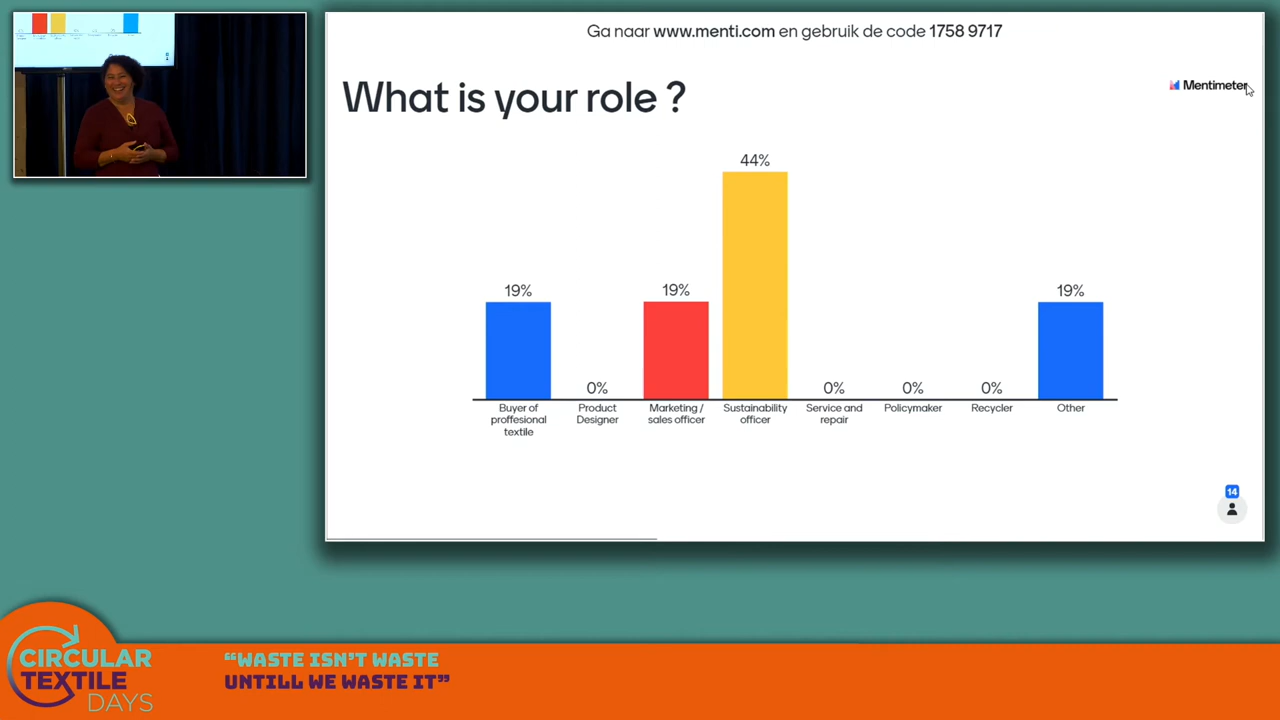 Ga naar www.menti.com en gebruik de code 1758 9717
What is your role ?
Mentimeter
44%
19%
19%
19%
0%
0%
0%
0%
Buyer of
proffesional
textile
Product
Designer
Marketing /
sales officer
Sustainability
officer
Service and
repair
Policymaker
Recycler
Other
14
CIRCULAR
TEXTILE
DAYS
“WASTE ISN’T WASTE
UNTILL WE WASTE IT”